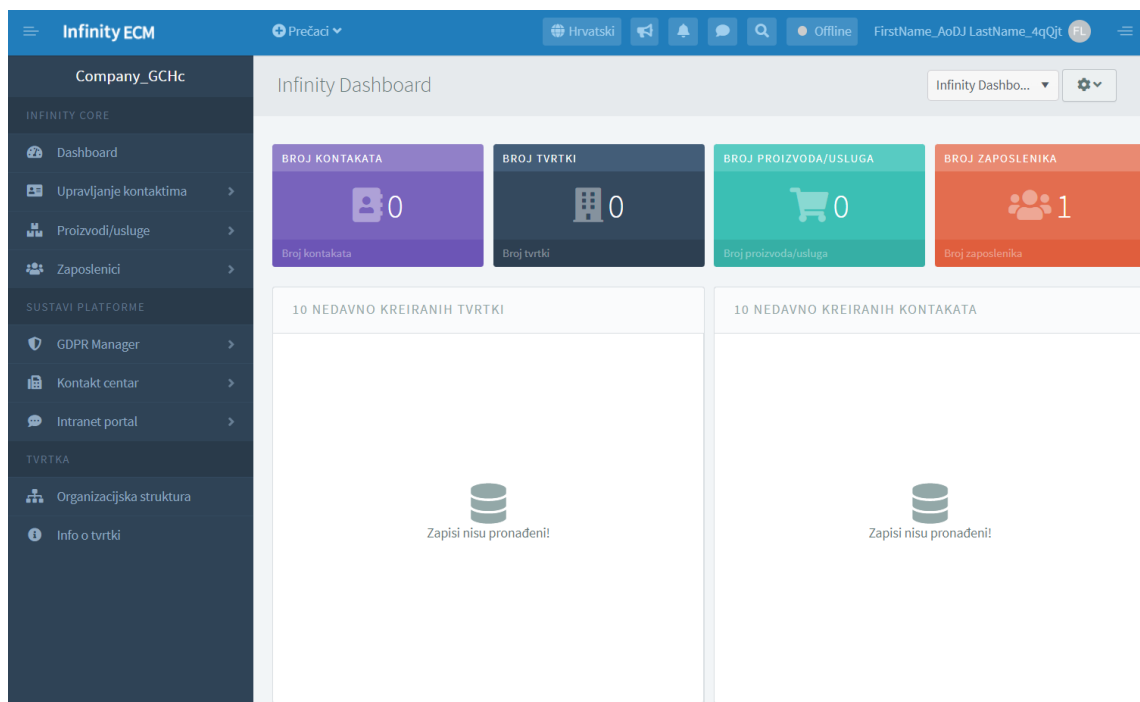 Infinity ECM
Prečaci
Hrvatski
Offline
FirstName_AoDJ LastName_4qQjt
FL
Company_GCHc
INFINITY CORE
Dashboard
Upravljanje kontaktima
Proizvodi/usluge
Zaposlenici
SUSTAVI PLATFORME
GDPR Manager
Kontakt centar
Intranet portal
TVRTKA
Organizacijska struktura
Info o tvrtki
Infinity Dashboard
Infinity Dashbo...
BROJ KONTAKATA
0
Broj kontakata
BROJ TVRTKI
0
Broj tvrtki
BROJ PROIZVODA/USLUGA
0
Broj proizvoda/usluga
BROJ ZAPOSLENIKA
1
Broj zaposlenika
10 NEDAVNO KREIRANIH TVRTKI
Zapisi nisu pronađeni!
10 NEDAVNO KREIRANIH KONTAKATA
Zapisi nisu pronađeni!